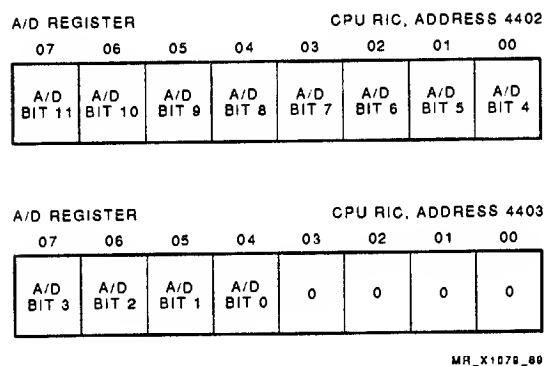 A/D REGISTER CPU RIC, ADDRESS 4402
07 06 05 04 03 02 01 00
A/D BIT 11 A/D BIT 10 A/D BIT 9 A/D BIT 8 A/D BIT 7 A/D BIT 6 A/D BIT 5 A/D BIT 4
A/D REGISTER CPU RIC, ADDRESS 4403
07 06 05 04 03 02 01 00
A/D BIT 3 A/D BIT 2 A/D BIT 1 A/D BIT 0 0 0 0 0
MR_X1079_89